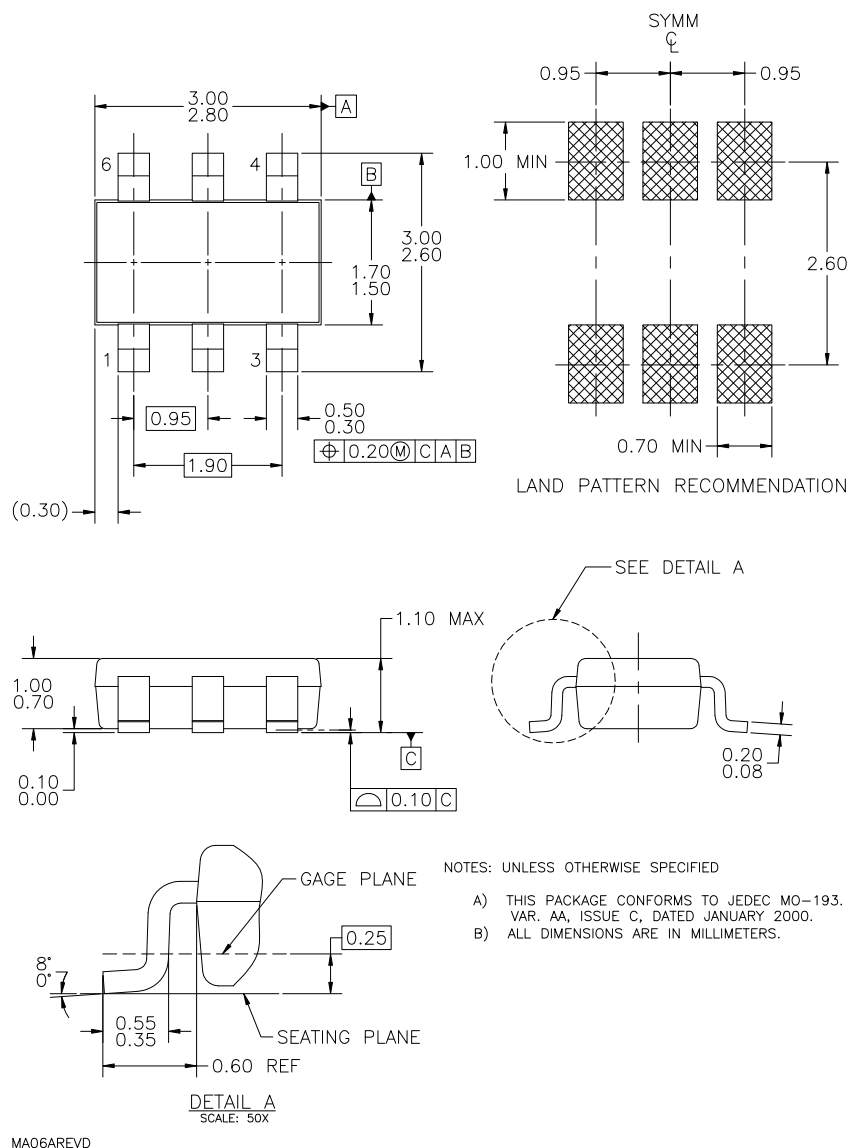 SYMM
℄
0.95
0.95
3.00
2.80
A
6
4
1.00 MIN
B
3.00
2.60
1.70
1.50
2.60
1
3
0.95
0.50
0.30
0.70 MIN
⌖ 0.20Ⓜ C A B
1.90
LAND PATTERN RECOMMENDATION
(0.30)
SEE DETAIL A
1.10 MAX
1.00
0.70
C
0.20
0.08
0.10
0.00
⌓ 0.10 C
NOTES: UNLESS OTHERWISE SPECIFIED
GAGE PLANE
A) THIS PACKAGE CONFORMS TO JEDEC MO-193.
VAR. AA, ISSUE C, DATED JANUARY 2000.
B) ALL DIMENSIONS ARE IN MILLIMETERS.
0.25
8°
0°
0.55
0.35
SEATING PLANE
0.60 REF
DETAIL A
SCALE: 50X
MA06AREVD